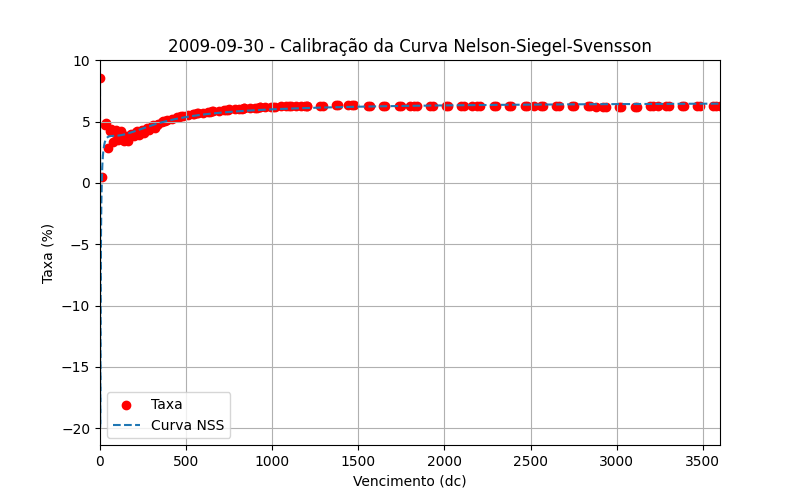 2009-09-30 - Calibração da Curva Nelson-Siegel-Svensson
Taxa (%)
10
5
0
−5
−10
−15
−20
Taxa
Curva NSS
0 500 1000 1500 2000 2500 3000 3500
Vencimento (dc)